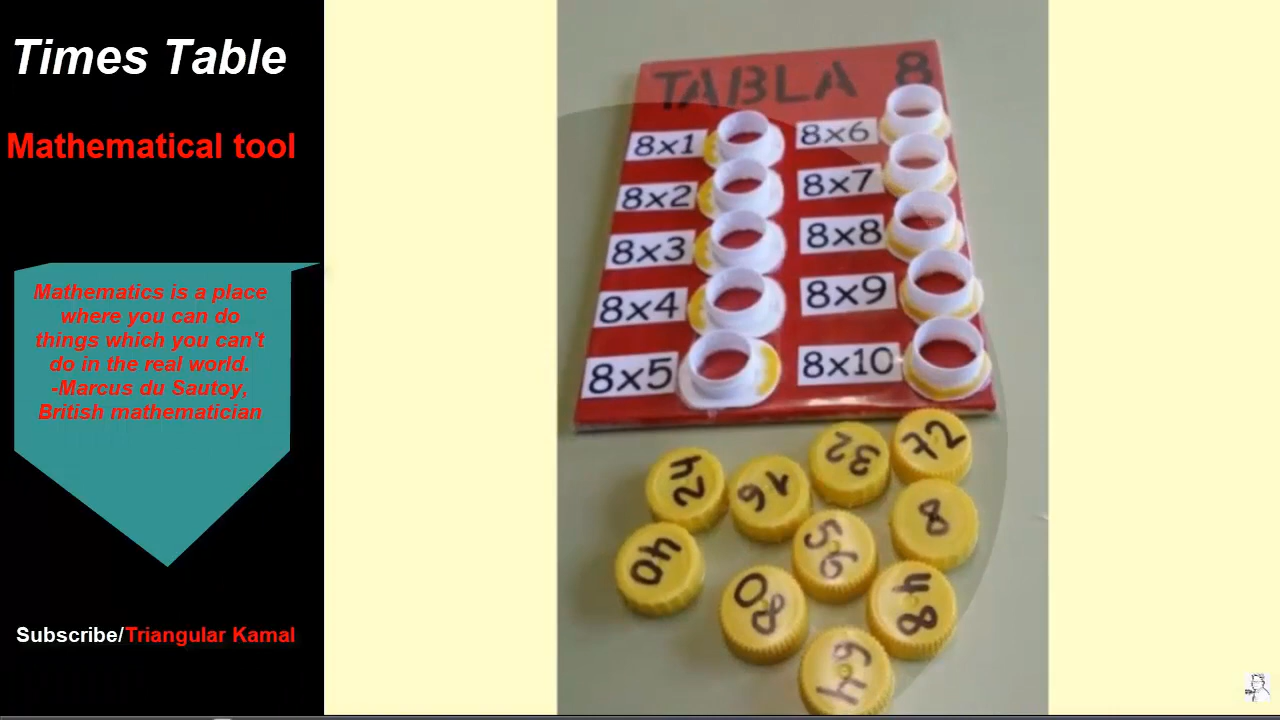 Times Table
Mathematical tool
Mathematics is a place
where you can do
things which you can't
do in the real world.
-Marcus du Sautoy,
British mathematician
Subscribe/Triangular Kamal
TABLA 8
8x1
8x2
8x3
8x4
8x5
8x6
8x7
8x8
8x9
8x10
24
16
32
72
40
56
8
80
48
64